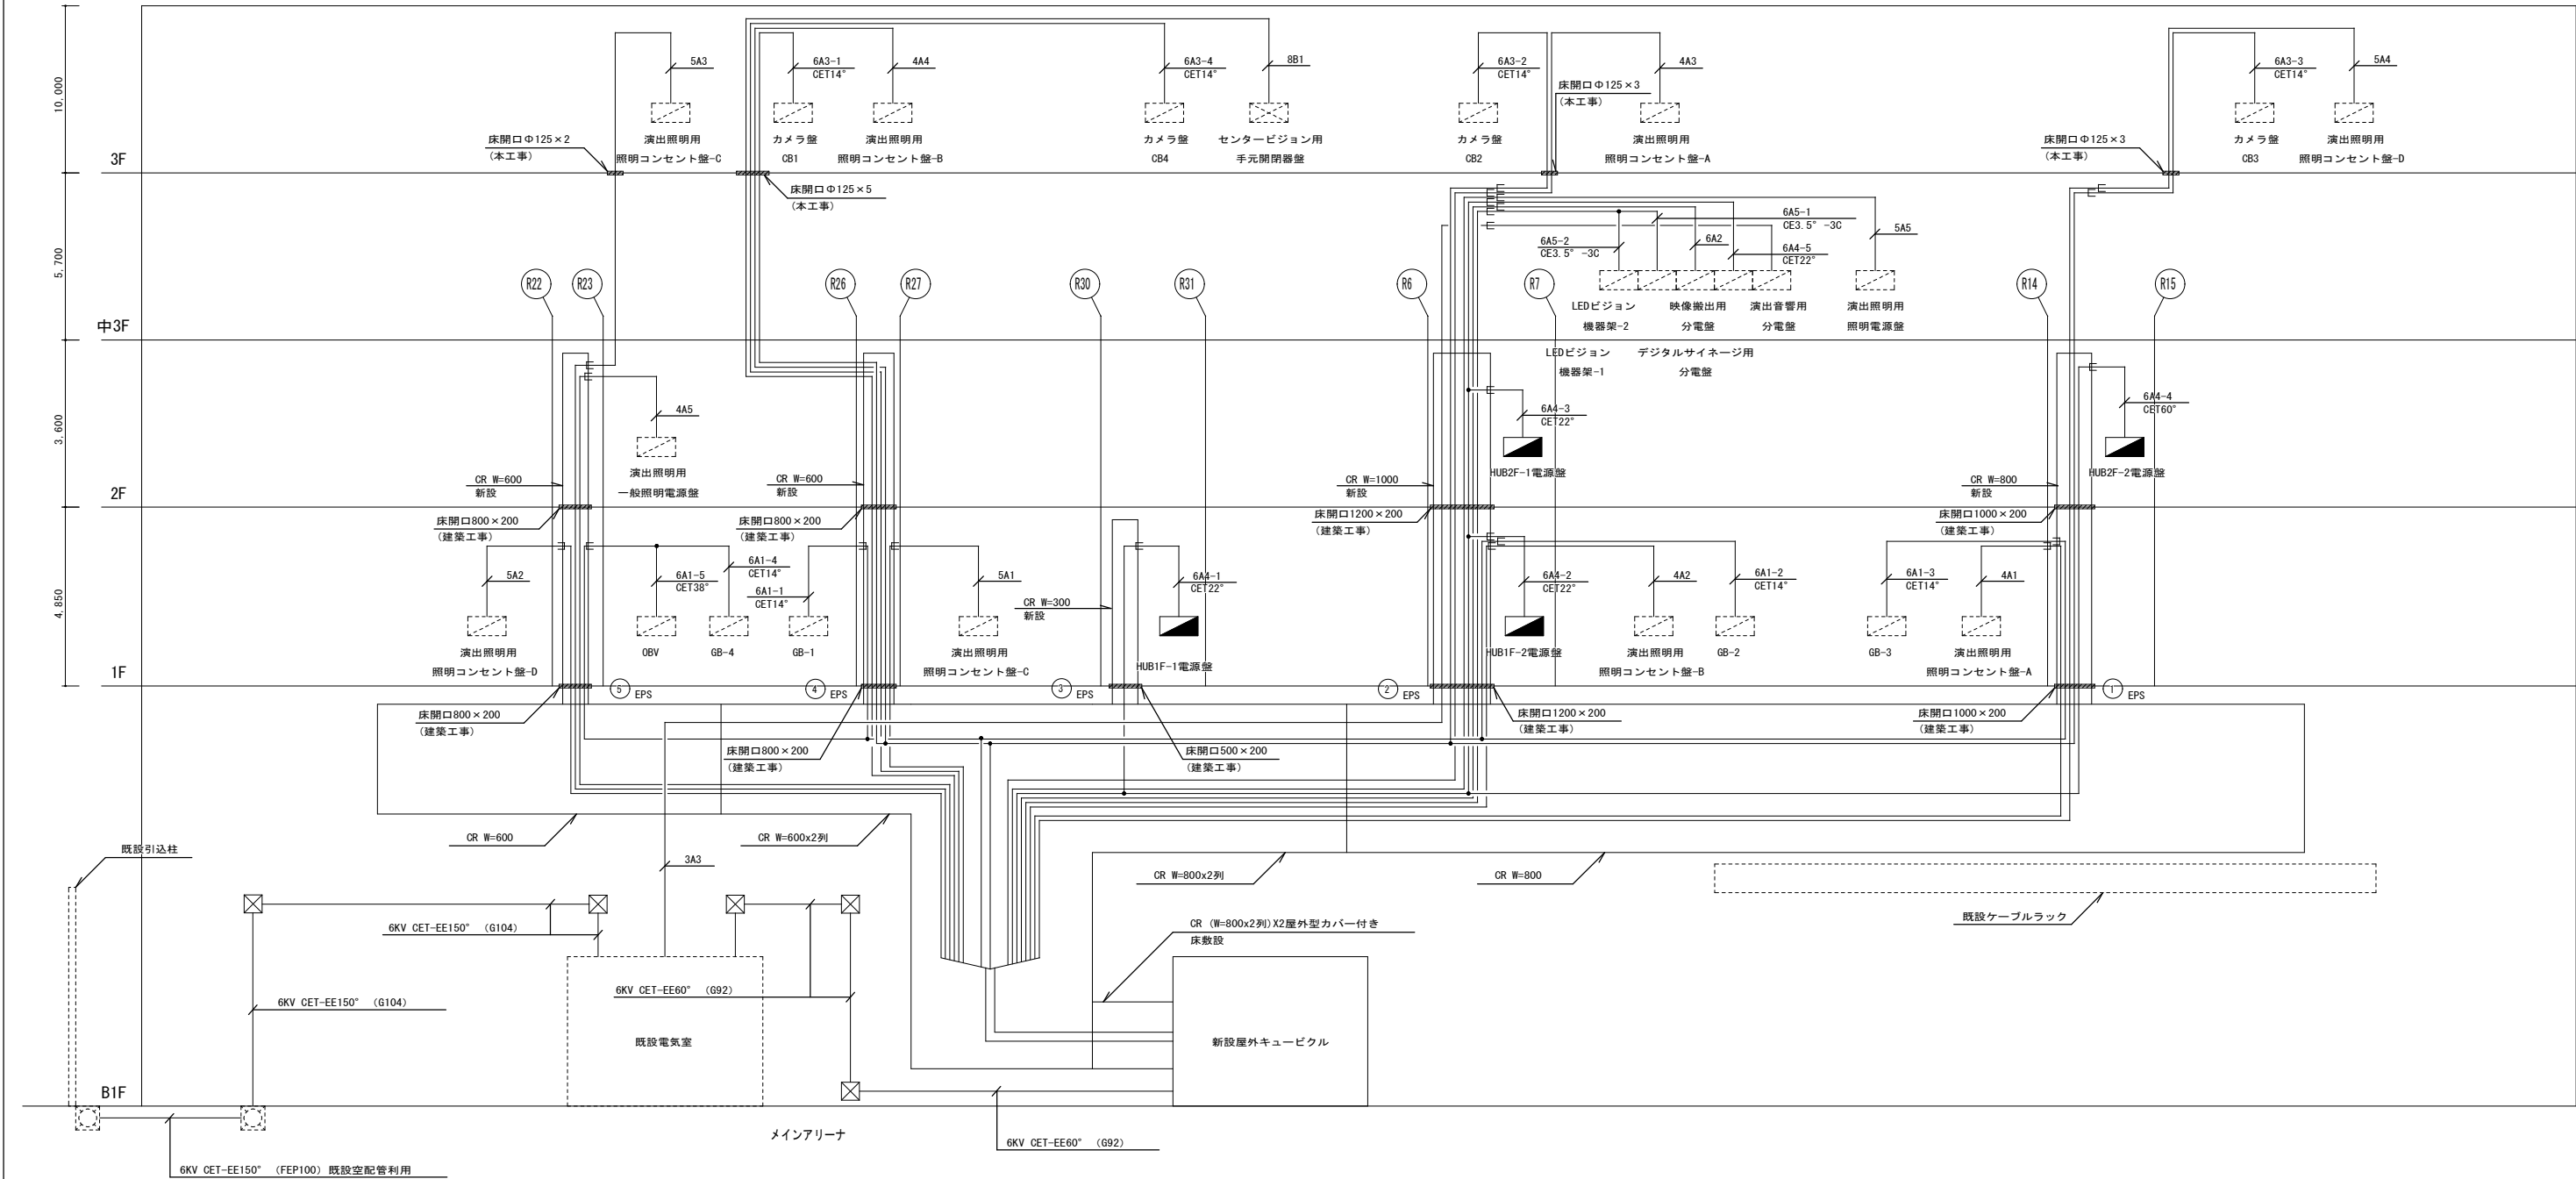 10,000
5,700
3,600
4,850
3F
中3F
2F
1F
B1F
5A3
6A3-1
CET14°
4A4
6A3-4
CET14°
8B1
6A3-2
CET14°
4A3
6A3-3
CET14°
5A4
床開口Φ125×2
(本工事)
演出照明用
照明コンセント盤-C
カメラ盤
CB1
演出照明用
照明コンセント盤-B
カメラ盤
CB4
センタービジョン用
手元開閉器盤
カメラ盤
CB2
床開口Φ125×3
(本工事)
演出照明用
照明コンセント盤-A
床開口Φ125×3
(本工事)
カメラ盤
CB3
演出照明用
照明コンセント盤-D
床開口Φ125×5
(本工事)
6A5-1
CE3.5°-3C
6A5-2
CE3.5°-3C
6A2
6A4-5
CET22°
5A5
R22
R23
R26
R27
R30
R31
R6
R7
R14
R15
LEDビジョン
機器架-2
映像搬出用
分電盤
演出音響用
分電盤
演出照明用
照明電源盤
LEDビジョン
機器架-1
デジタルサイネージ用
分電盤
4A5
演出照明用
一般照明電源盤
6A4-3
CET22°
HUB2F-1電源盤
6A4-4
CET60°
HUB2F-2電源盤
CR W=600
新設
CR W=600
新設
CR W=1000
新設
CR W=800
新設
床開口800×200
(建築工事)
床開口800×200
(建築工事)
床開口1200×200
(建築工事)
床開口1000×200
(建築工事)
5A2
6A1-5
CET38°
6A1-4
CET14°
6A1-1
CET14°
5A1
CR W=300
新設
6A4-1
CET22°
6A4-2
CET22°
4A2
6A1-2
CET14°
6A1-3
CET14°
4A1
演出照明用
照明コンセント盤-D
OBV
GB-4
GB-1
演出照明用
照明コンセント盤-C
HUB1F-1電源盤
HUB1F-2電源盤
演出照明用
照明コンセント盤-B
GB-2
GB-3
演出照明用
照明コンセント盤-A
5 EPS
4 EPS
3 EPS
2 EPS
1 EPS
床開口800×200
(建築工事)
床開口800×200
(建築工事)
床開口500×200
(建築工事)
床開口1200×200
(建築工事)
床開口1000×200
(建築工事)
CR W=600
CR W=600x2列
3A3
CR W=800x2列
CR W=800
既設引込柱
6KV CET-EE150° (G104)
6KV CET-EE150° (G104)
6KV CET-EE60° (G92)
CR (W=800x2列)X2屋外型カバー付き
床敷設
既設ケーブルラック
既設電気室
新設屋外キュービクル
メインアリーナ
6KV CET-EE60° (G92)
6KV CET-EE150° (FEP100) 既設空配管利用